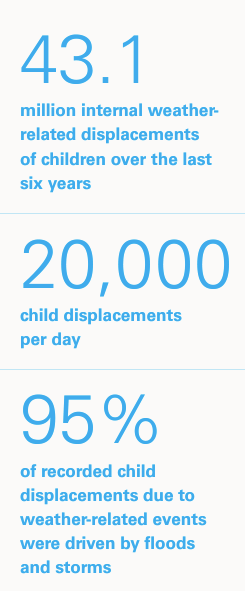 43.1
million internal weather-
related displacements
of children over the last
six years
20,000
child displacements
per day
95%
of recorded child
displacements due to
weather-related events
were driven by floods
and storms